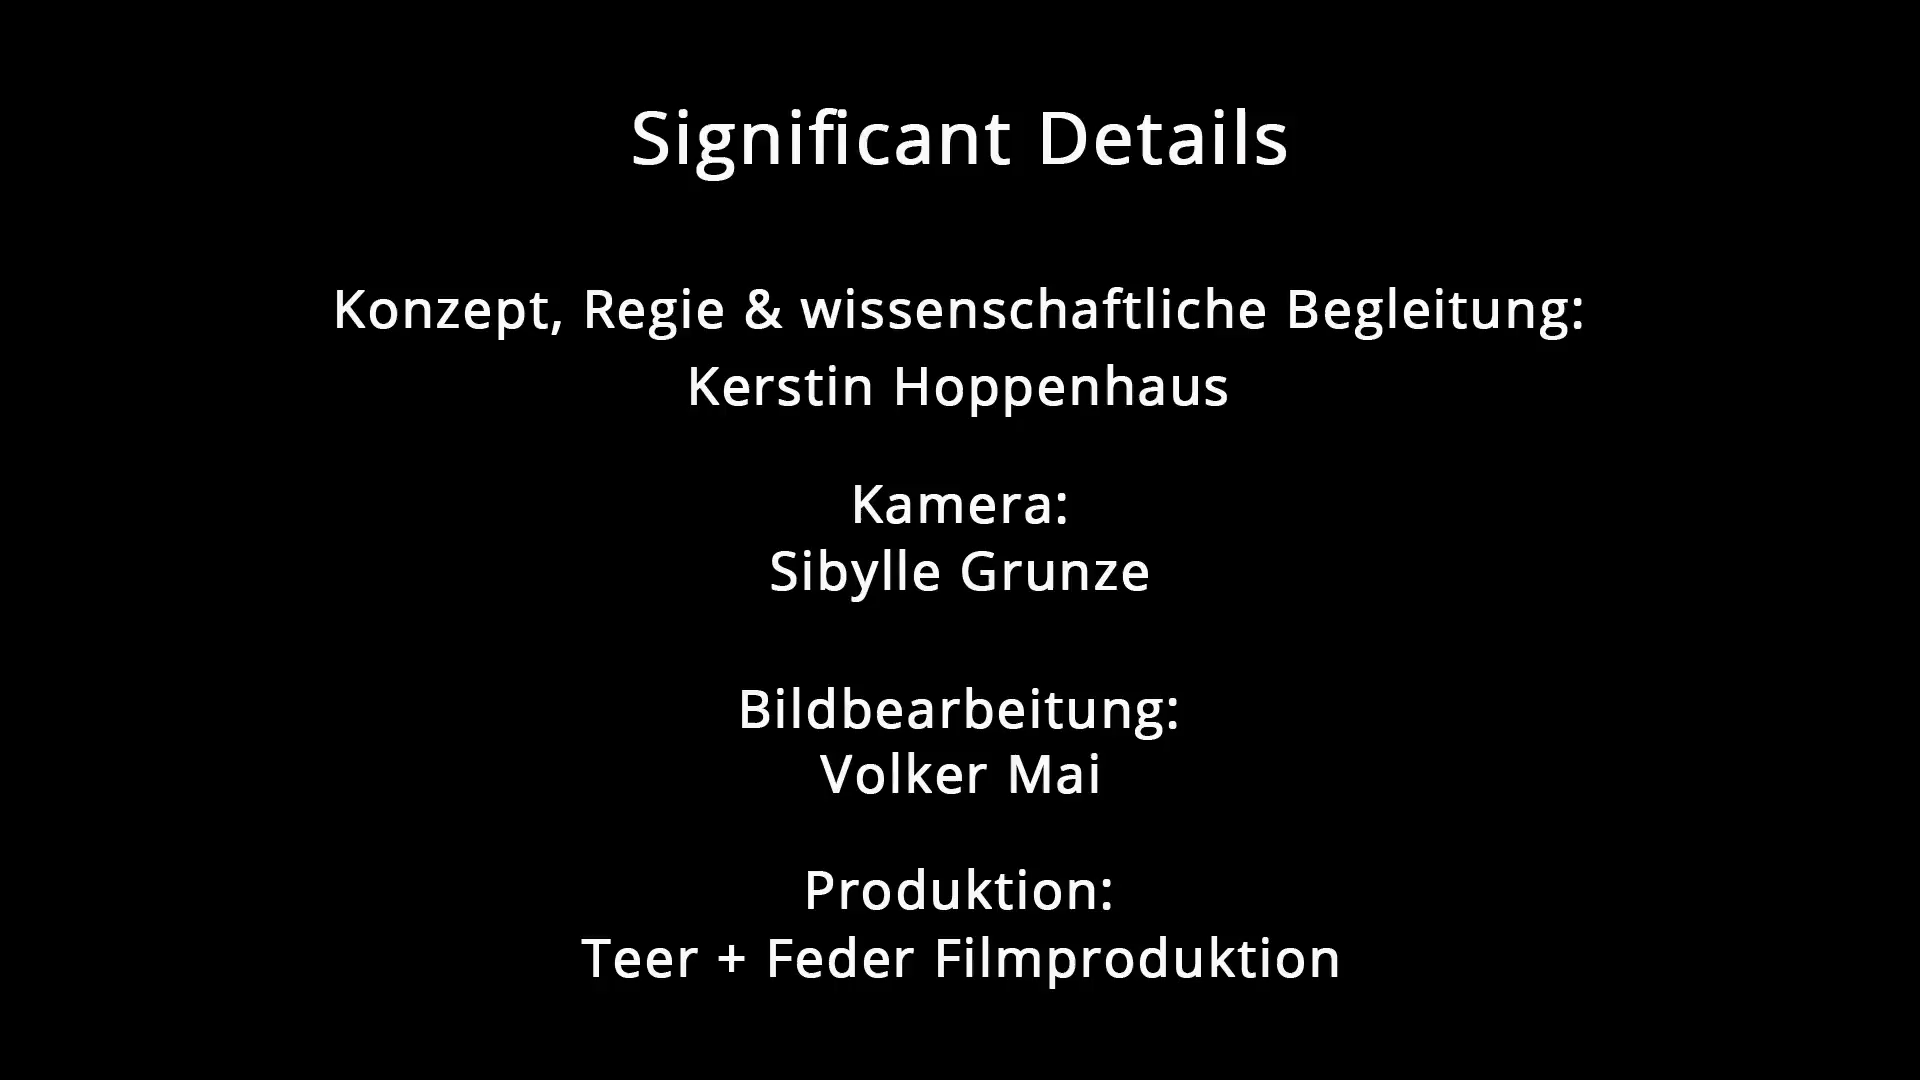 Significant Details
Konzept, Regie & wissenschaftliche Begleitung:
Kerstin Hoppenhaus
Kamera:
Sibylle Grunze
Bildbearbeitung:
Volker Mai
Produktion:
Teer + Feder Filmproduktion